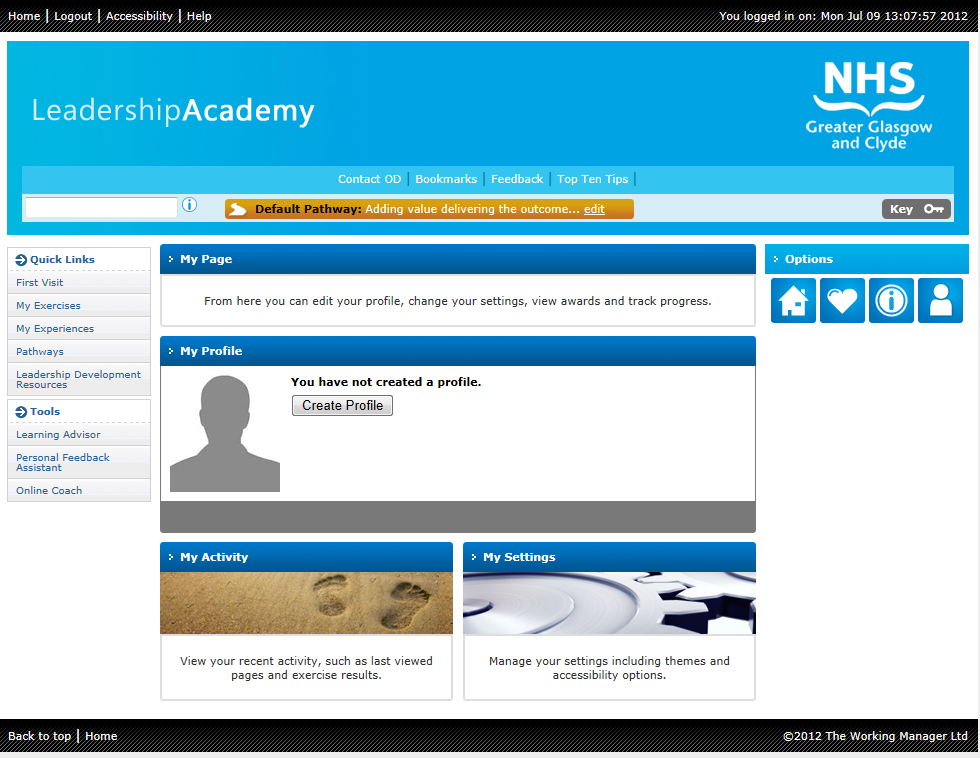 Home | Logout | Accessibility | Help
You logged in on: Mon Jul 09 13:07:57 2012
LeadershipAcademy
NHS
Greater Glasgow
and Clyde
Contact OD | Bookmarks | Feedback | Top Ten Tips |
Default Pathway: Adding value delivering the outcome... edit
Key
Quick Links
First Visit
My Exercises
My Experiences
Pathways
Leadership Development
Resources
Tools
Learning Advisor
Personal Feedback
Assistant
Online Coach
My Page
From here you can edit your profile, change your settings, view awards and track progress.
My Profile
You have not created a profile.
Create Profile
My Activity
View your recent activity, such as last viewed
pages and exercise results.
My Settings
Manage your settings including themes and
accessibility options.
Options
Back to top | Home
©2012 The Working Manager Ltd